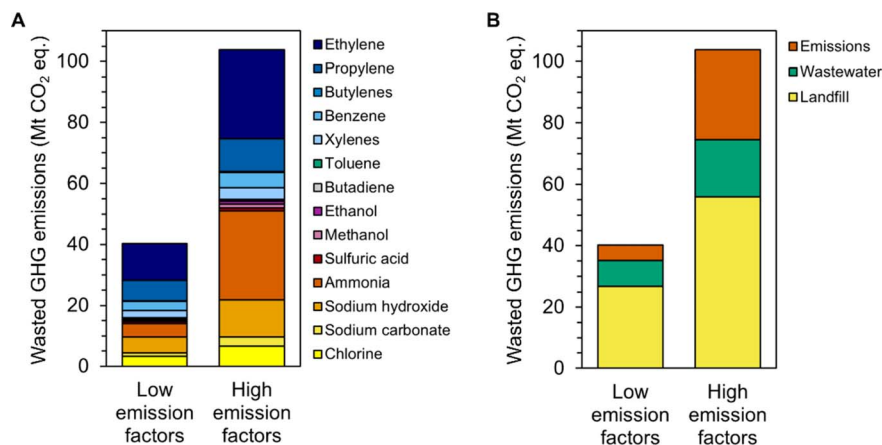 A
Wasted GHG emissions (Mt CO₂ eq.)
100
80
60
40
20
0
Low
emission
factors
High
emission
factors
Ethylene
Propylene
Butylenes
Benzene
Xylenes
Toluene
Butadiene
Ethanol
Methanol
Sulfuric acid
Ammonia
Sodium hydroxide
Sodium carbonate
Chlorine
B
Wasted GHG emissions (Mt CO₂ eq.)
100
80
60
40
20
0
Low
emission
factors
High
emission
factors
Emissions
Wastewater
Landfill